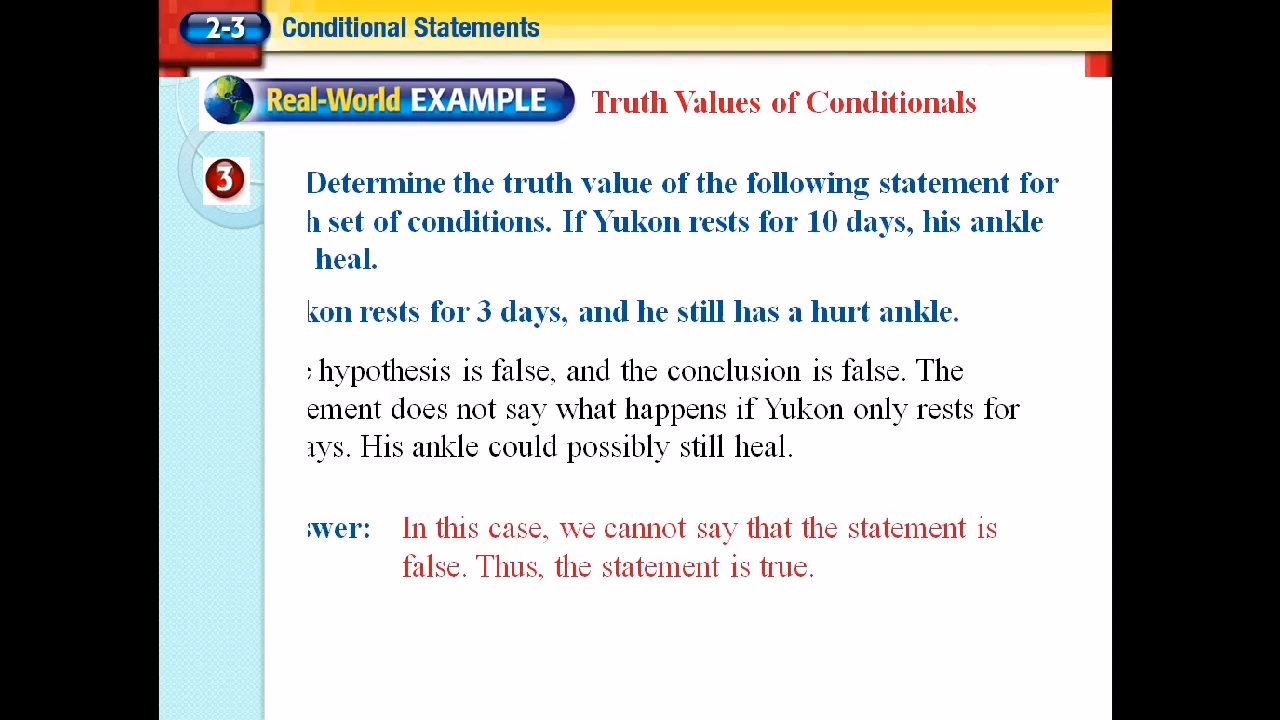 2-3 Conditional Statements
Real-World EXAMPLE Truth Values of Conditionals
3 Determine the truth value of the following statement for
set of conditions. If Yukon rests for 10 days, his ankle
heal.
rests for 3 days, and he still has a hurt ankle.
hypothesis is false, and the conclusion is false. The
does not say what happens if Yukon only rests for
His ankle could possibly still heal.
In this case, we cannot say that the statement is
false. Thus, the statement is true.